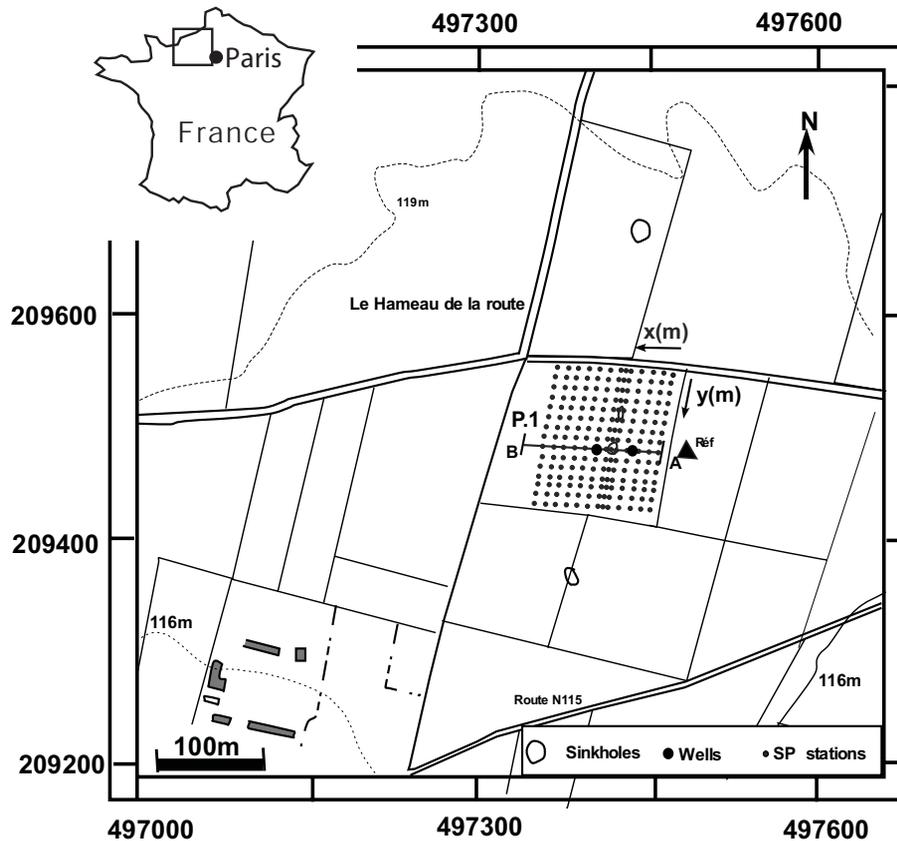 497300 497600
Paris
France
N
119m
Le Hameau de la route
209600
x(m)
y(m)
P.1
B
A
Réf
209400
116m
116m
Route N115
100m
Sinkholes Wells SP stations
209200
497000 497300 497600